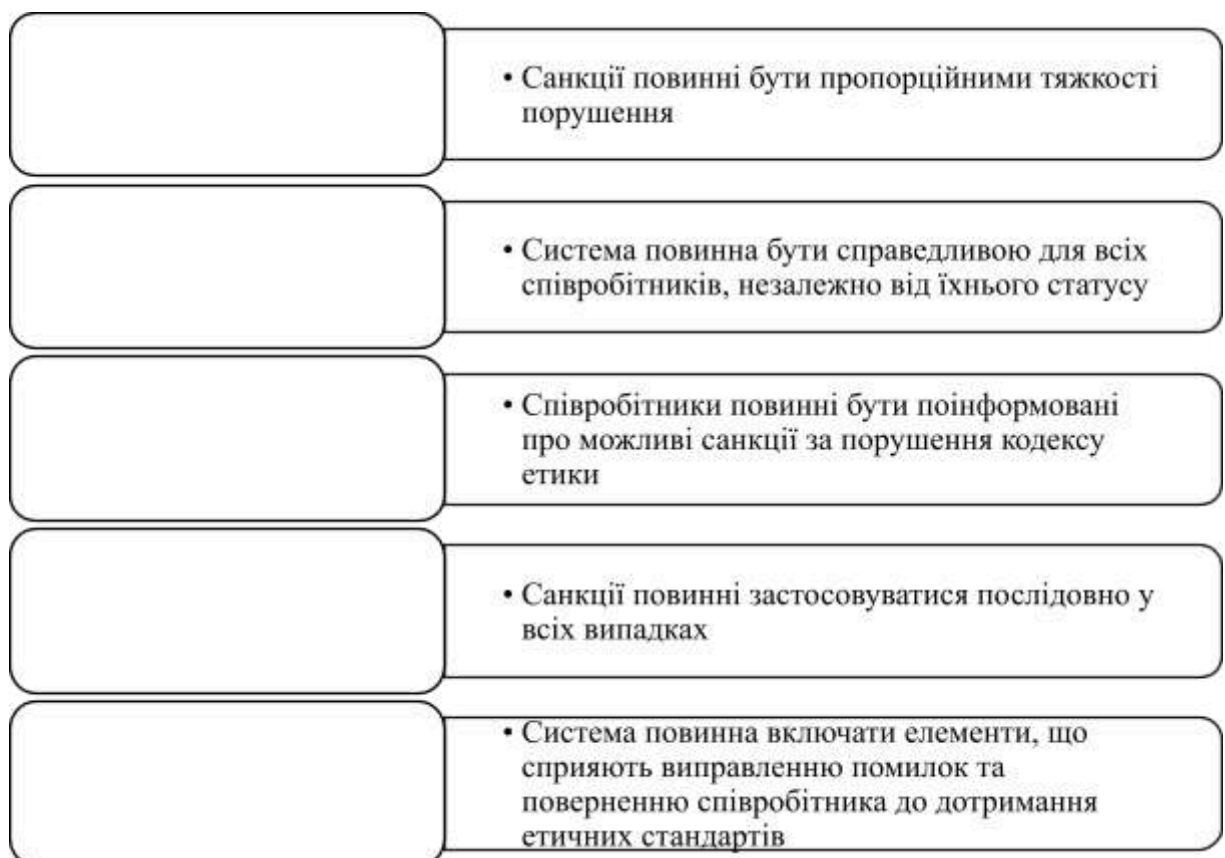 • Санкції повинні бути пропорційними тяжкості
порушення
• Система повинна бути справедливою для всіх
співробітників, незалежно від їхнього статусу
• Співробітники повинні бути поінформовані
про можливі санкції за порушення кодексу
етики
• Санкції повинні застосовуватися послідовно у
всіх випадках
• Система повинна включати елементи, що
сприяють виправленню помилок та
поверненню співробітника до дотримання
етичних стандартів